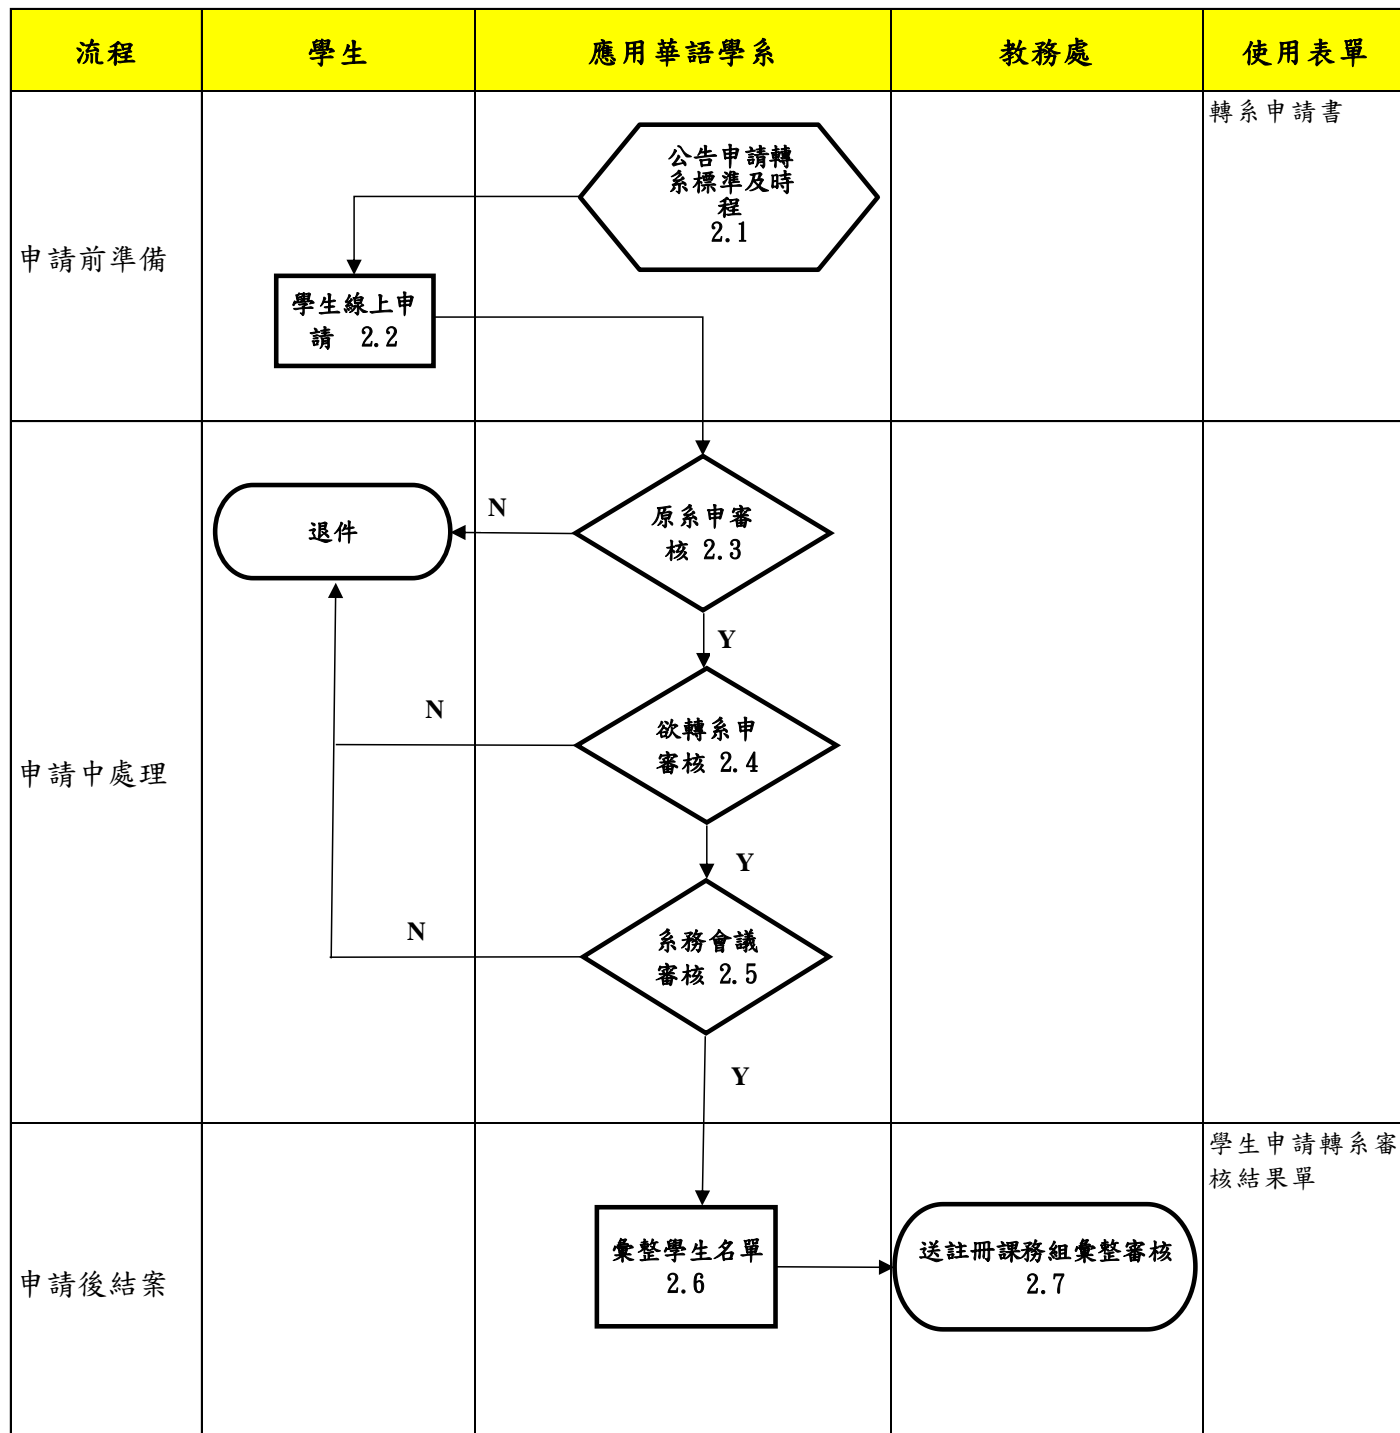 流程
學生
應用華語學系
教務處
使用表單
轉系申請書
公告申請轉
系標準及時
程
2.1
申請前準備
學生線上申
請 2.2
N
退件
原系申審
核 2.3
Y
N
欲轉系申
審核 2.4
申請中處理
Y
N
系務會議
審核 2.5
Y
學生申請轉系審
核結果單
彙整學生名單
2.6
送註冊課務組彙整審核
2.7
申請後結案